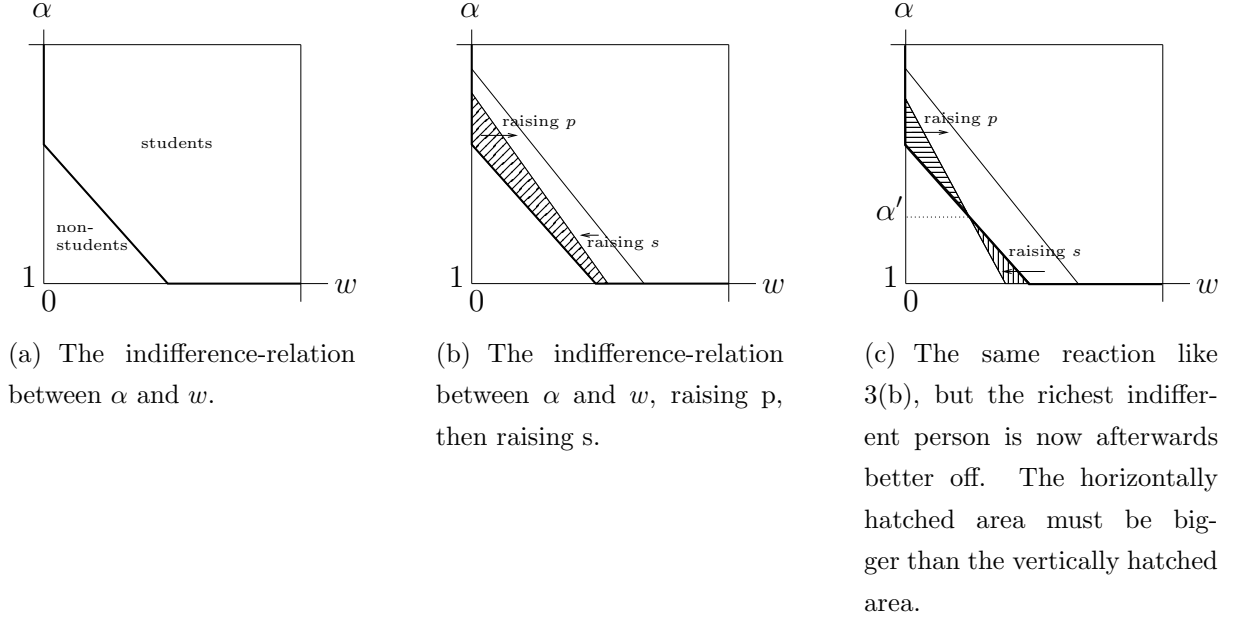 α
students
non-
students
1
0
w
(a) The indifference-relation
between α and w.
α
raising p
raising s
1
0
w
(b) The indifference-relation
between α and w, raising p,
then raising s.
α
raising p
α′
raising s
1
0
w
(c) The same reaction like
3(b), but the richest indiffer-
ent person is now afterwards
better off. The horizontally
hatched area must be big-
ger than the vertically hatched
area.